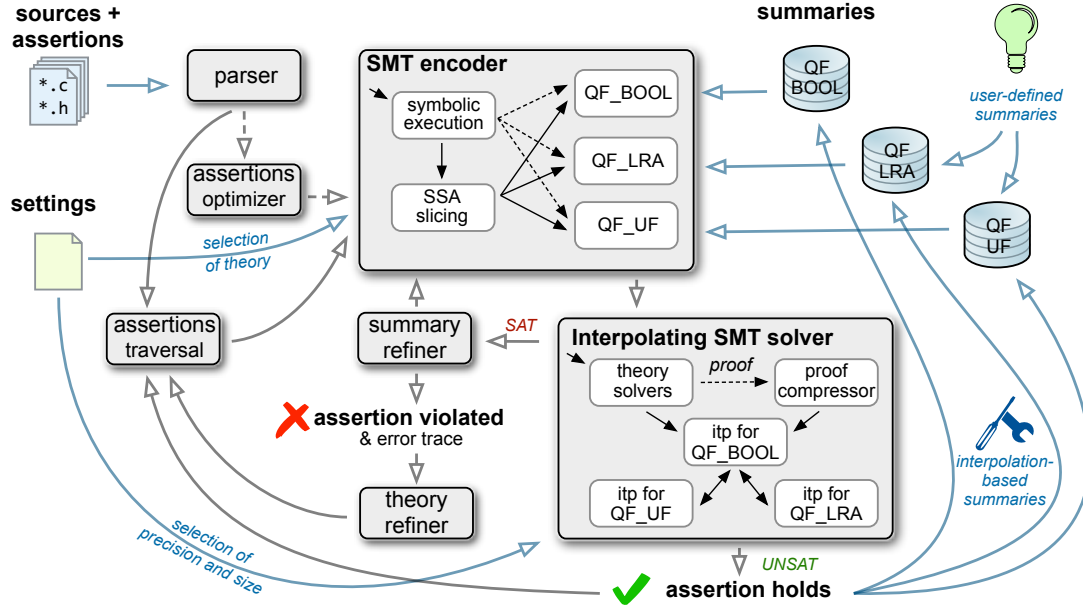 sources +
assertions
*.c
*.h
parser
assertions
optimizer
settings
selection
of theory
assertions
traversal
SMT encoder
symbolic
execution
SSA
slicing
QF_BOOL
QF_LRA
QF_UF
summaries
QF
BOOL
QF
LRA
QF
UF
user-defined
summaries
summary
refiner
SAT
assertion violated
& error trace
theory
refiner
Interpolating SMT solver
theory
solvers
proof
proof
compressor
itp for
QF_BOOL
itp for
QF_UF
itp for
QF_LRA
interpolation-
based
summaries
selection of
precision and size
UNSAT
assertion holds